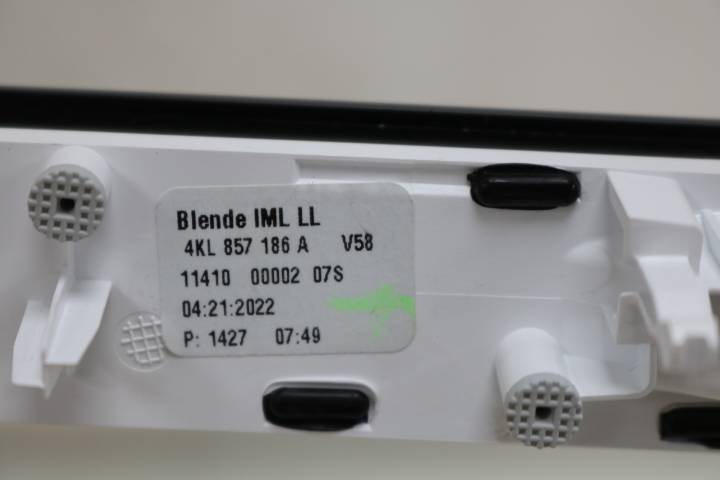 Blende IML LL
4KL 857 186 A V58
11410 00002 07S
04:21:2022
P: 1427 07:49